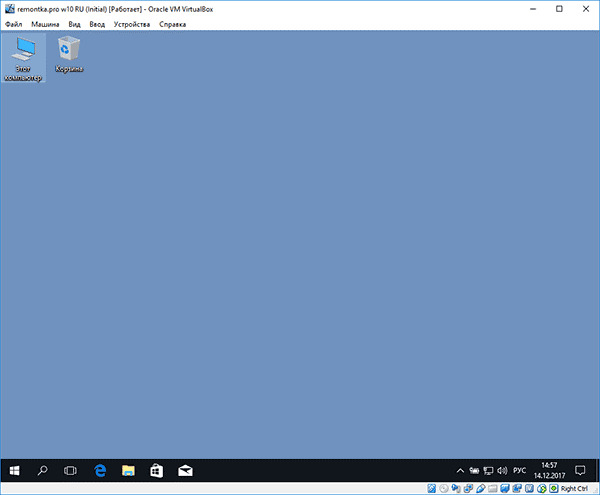 remontka.pro w10 RU (Initial) [Работает] - Oracle VM VirtualBox
Файл Машина Вид Ввод Устройства Справка
Этот компьютер
Корзина
РУС
14:57
14.12.2017
Right Ctrl